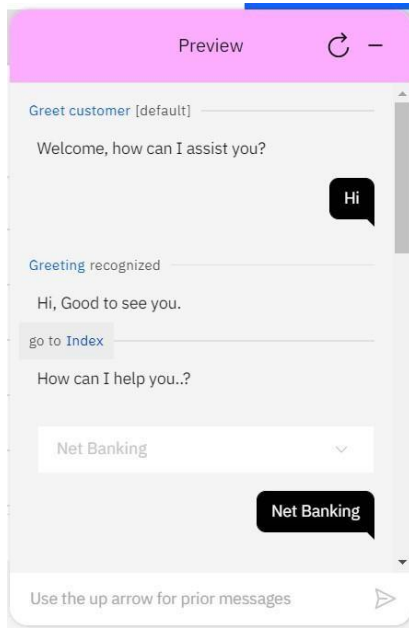 Preview
Greet customer [default]
Welcome, how can I assist you?
Hi
Greeting recognized
Hi, Good to see you.
go to Index
How can I help you..?
Net Banking
Net Banking
Use the up arrow for prior messages